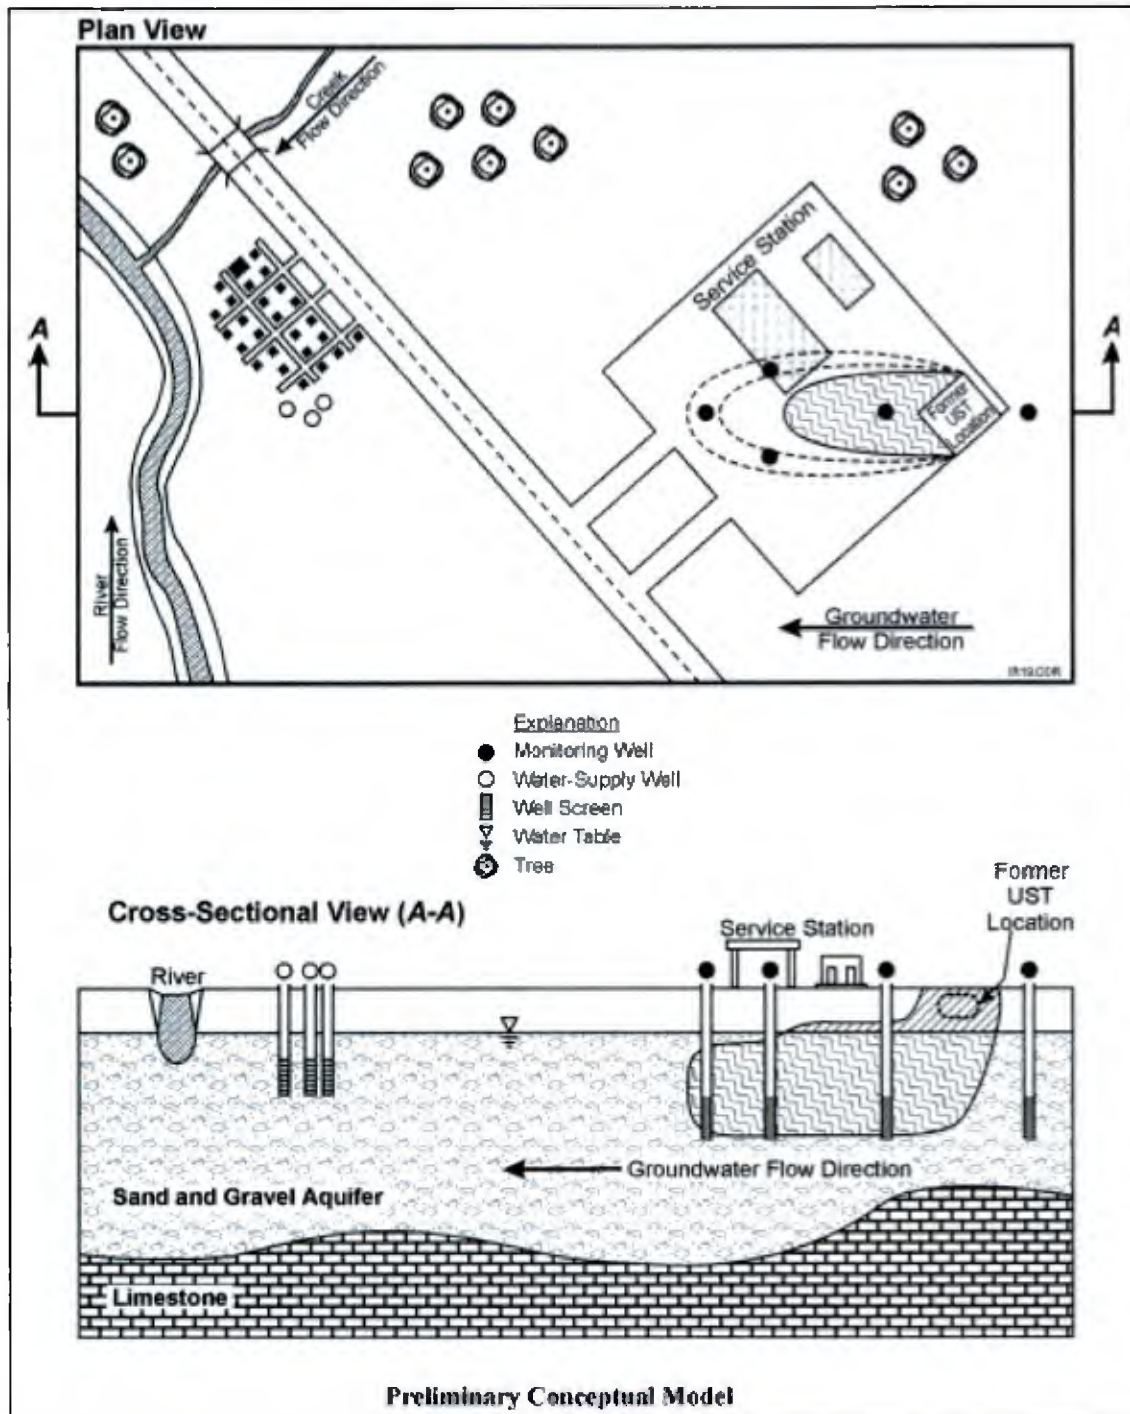 Plan View
Creek
Flow Direction
Service Station
A
A
Former
UST
Location
River
Flow Direction
Groundwater
Flow Direction
IR19.CDR
Explanation
Monitoring Well
Water-Supply Well
Well Screen
Water Table
Tree
Former
UST
Location
Cross-Sectional View (A-A)
Service Station
River
Groundwater Flow Direction
Sand and Gravel Aquifer
Limestone
Preliminary Conceptual Model